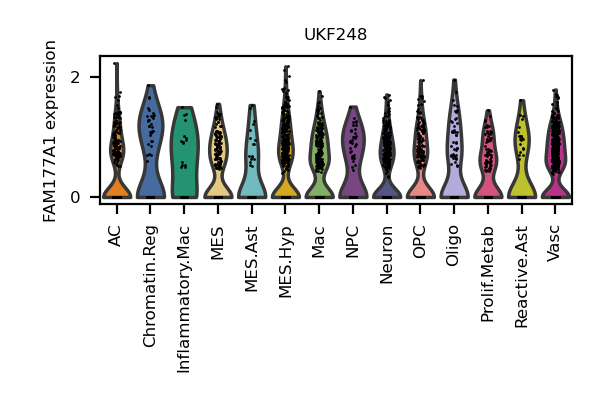 UKF248
FAM177A1 expression
2
0
AC
Chromatin.Reg
Inflammatory.Mac
MES
MES.Ast
MES.Hyp
Mac
NPC
Neuron
OPC
Oligo
Prolif.Metab
Reactive.Ast
Vasc